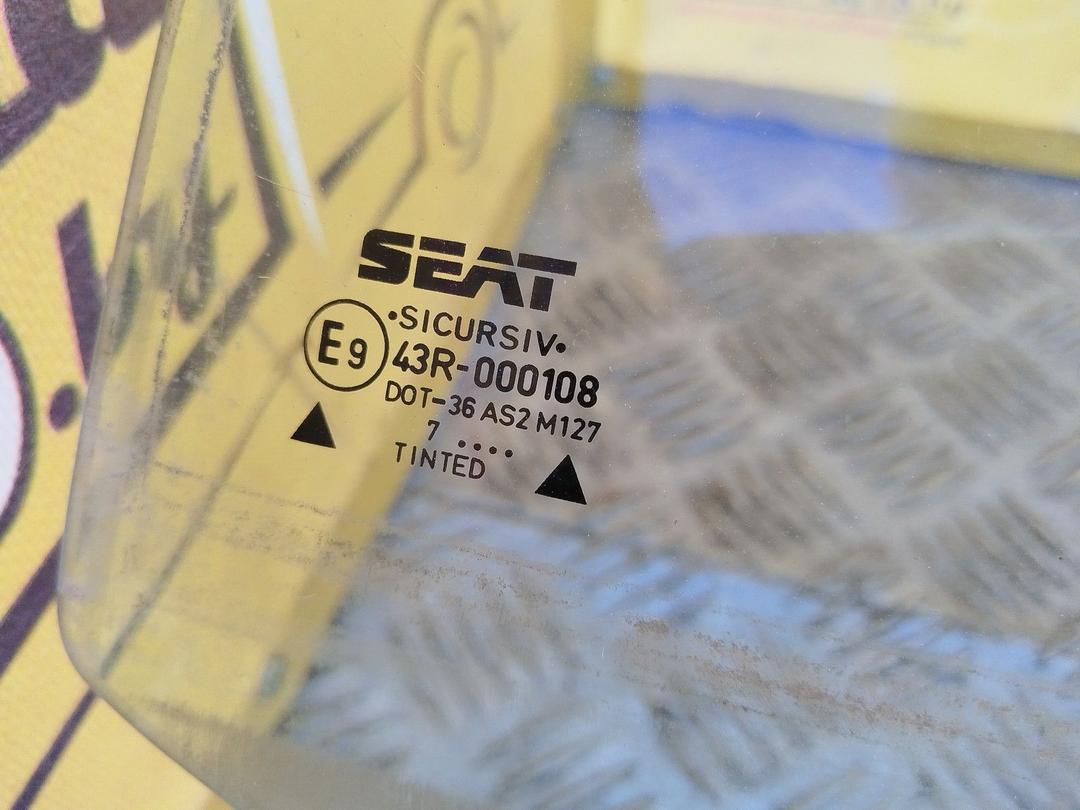 SEAT
•SICURSIV•
E9 43R-000108
DOT-36 AS2 M127
7 ....
TINTED